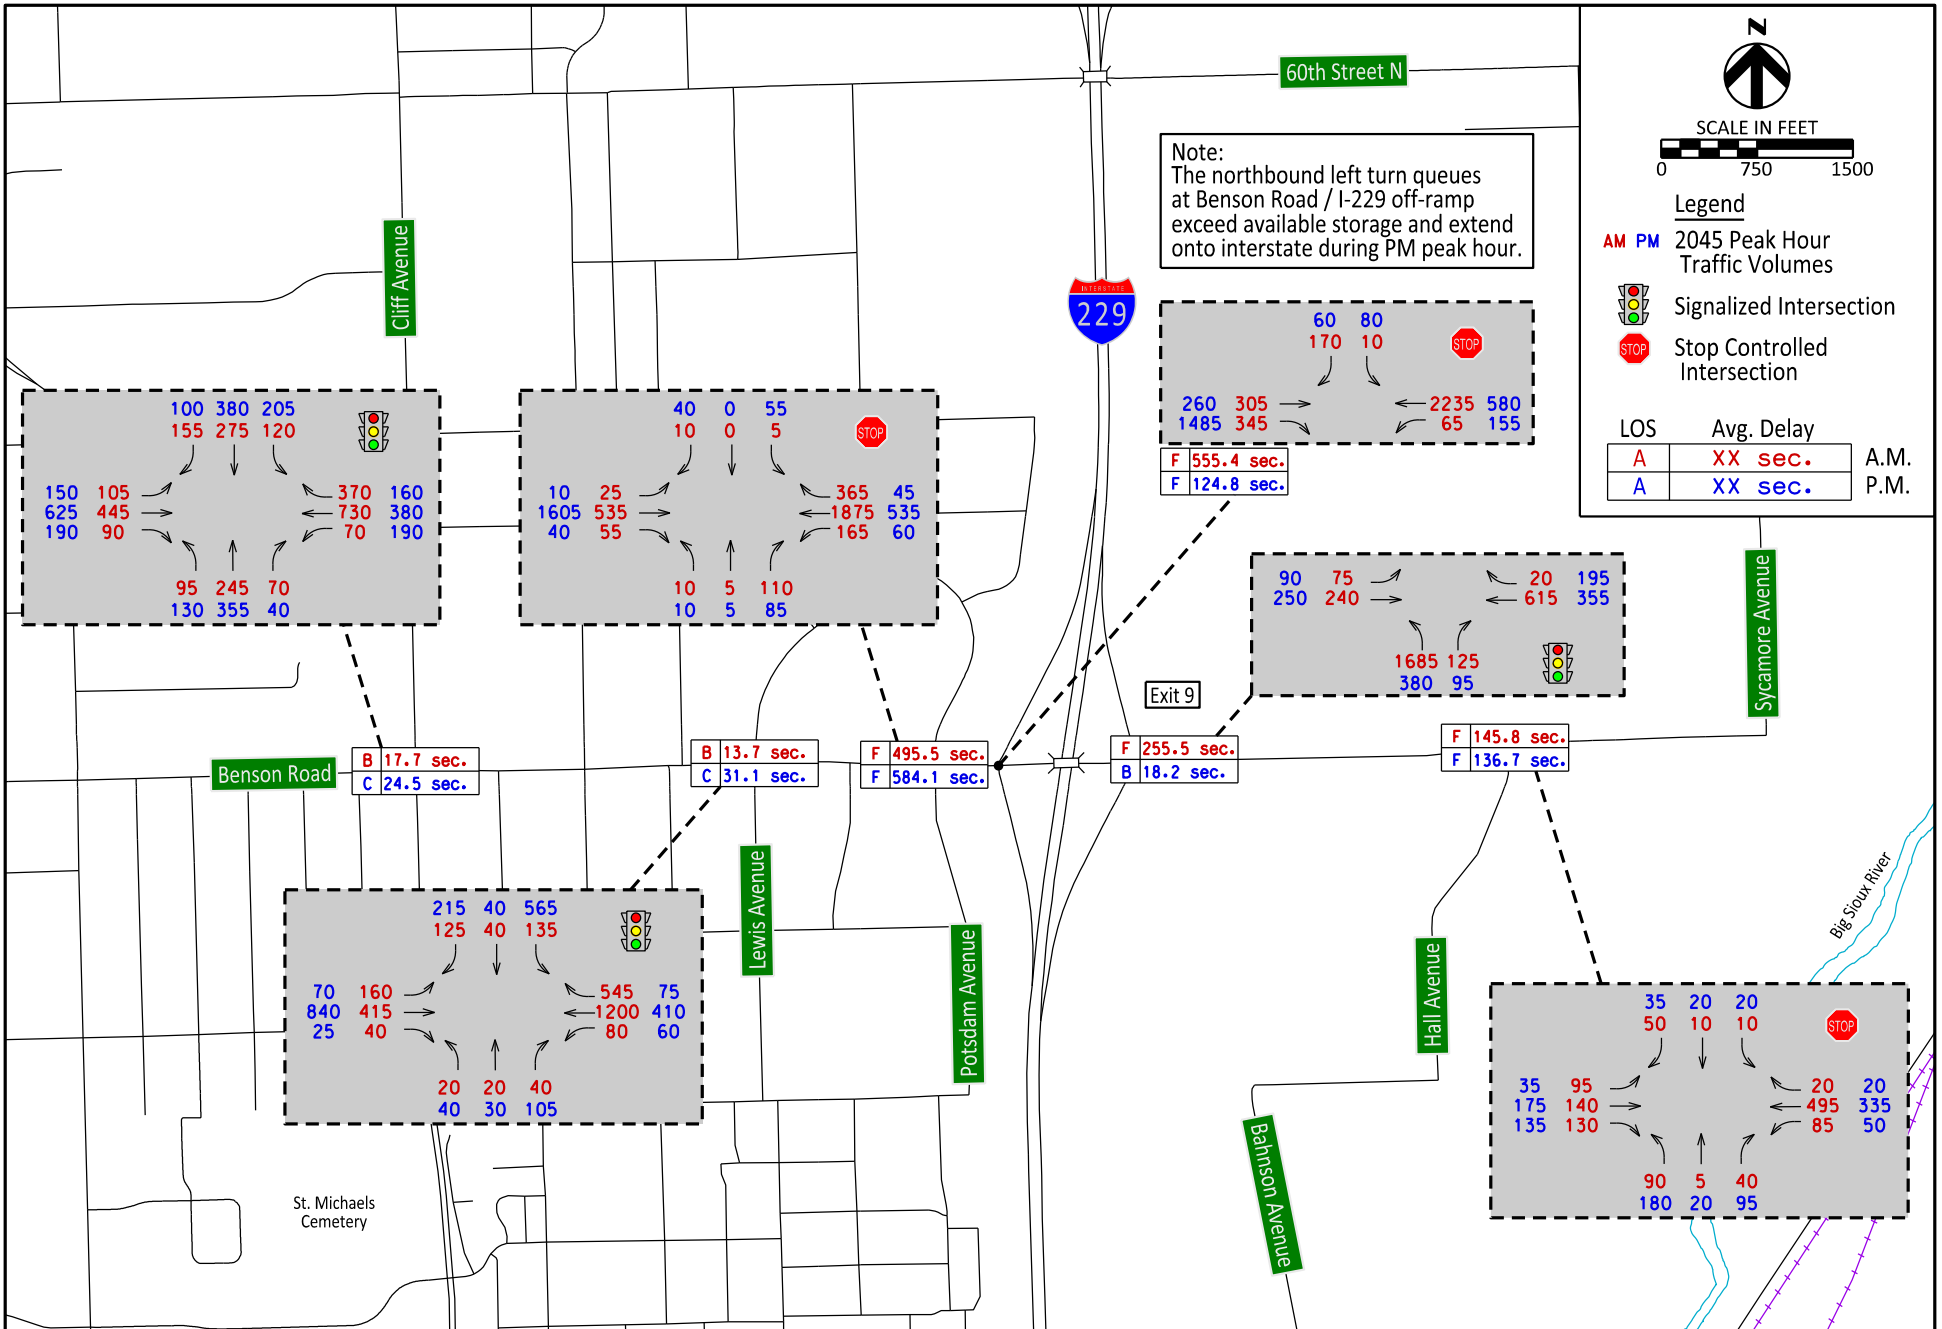 60th Street N
N
SCALE IN FEET
0 750 1500
Legend
AM PM 2045 Peak Hour
Traffic Volumes
Signalized Intersection
STOP Stop Controlled
Intersection
LOS Avg. Delay
A XX sec. A.M.
A XX sec. P.M.
Note:
The northbound left turn queues
at Benson Road / I-229 off-ramp
exceed available storage and extend
onto interstate during PM peak hour.
Cliff Avenue
INTERSTATE
229
100 380 205
155 275 120
150 105 370 160
625 445 730 380
190 90 70 190
95 245 70
130 355 40
40 0 55
10 0 5
STOP
10 25 365 45
1605 535 1875 535
40 55 165 60
10 5 110
10 5 85
60 80
170 10
STOP
260 305 2235 580
1485 345 65 155
F 555.4 sec.
F 124.8 sec.
90 75 20 195
250 240 615 355
1685 125
380 95
Exit 9
Sycamore Avenue
Benson Road
B 17.7 sec.
C 24.5 sec.
B 13.7 sec.
C 31.1 sec.
F 495.5 sec.
F 584.1 sec.
F 255.5 sec.
B 18.2 sec.
F 145.8 sec.
F 136.7 sec.
215 40 565
125 40 135
70 160 545 75
840 415 1200 410
25 40 80 60
20 20 40
40 30 105
Lewis Avenue
Potsdam Avenue
Hall Avenue
Bahnson Avenue
Big Sioux River
35 20 20
50 10 10
STOP
35 95 20 20
175 140 495 335
135 130 85 50
90 5 40
180 20 95
St. Michaels
Cemetery